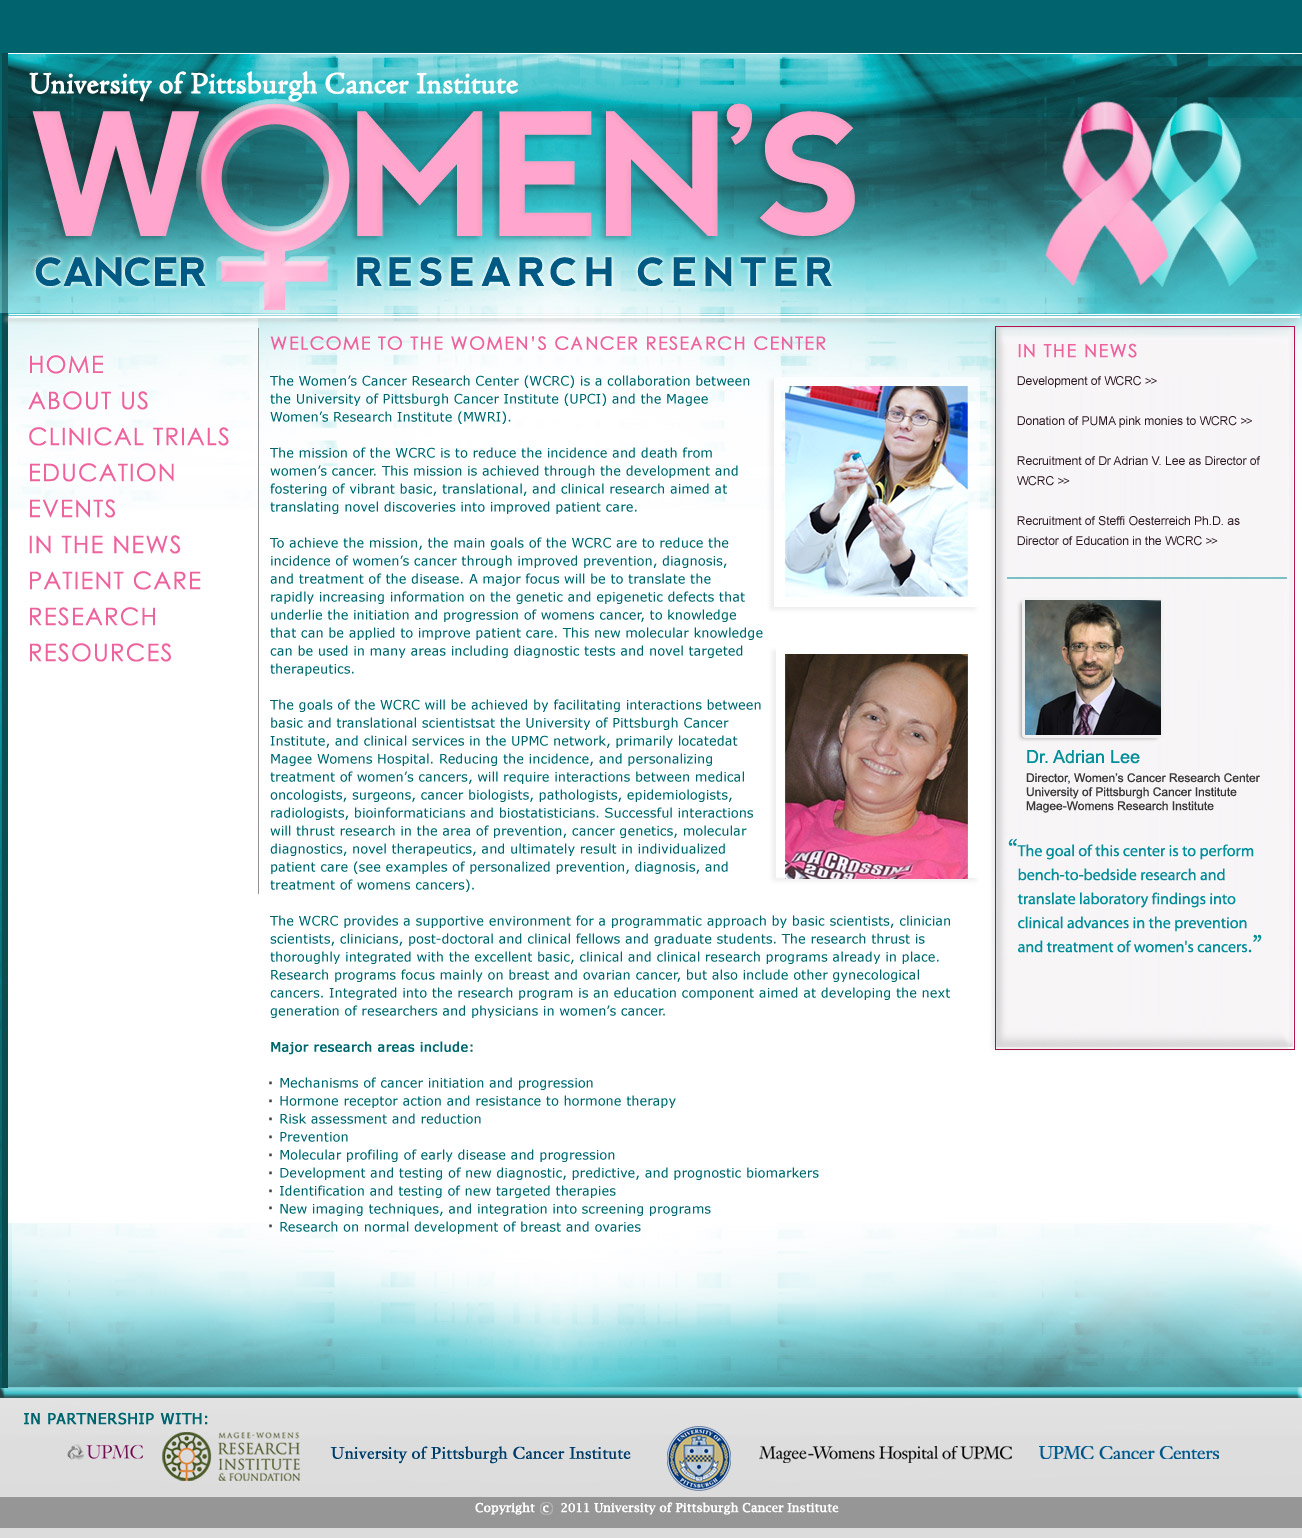 University of Pittsburgh Cancer Institute
WOMEN'S
CANCER RESEARCH CENTER
HOME
ABOUT US
CLINICAL TRIALS
EDUCATION
EVENTS
IN THE NEWS
PATIENT CARE
RESEARCH
RESOURCES
WELCOME TO THE WOMEN'S CANCER RESEARCH CENTER
The Women's Cancer Research Center (WCRC) is a collaboration between
the University of Pittsburgh Cancer Institute (UPCI) and the Magee
Women's Research Institute (MWRI).
The mission of the WCRC is to reduce the incidence and death from
women's cancer. This mission is achieved through the development and
fostering of vibrant basic, translational, and clinical research aimed at
translating novel discoveries into improved patient care.
To achieve the mission, the main goals of the WCRC are to reduce the
incidence of women's cancer through improved prevention, diagnosis,
and treatment of the disease. A major focus will be to translate the
rapidly increasing information on the genetic and epigenetic defects that
underlie the initiation and progression of womens cancer, to knowledge
that can be applied to improve patient care. This new molecular knowledge
can be used in many areas including diagnostic tests and novel targeted
therapeutics.
The goals of the WCRC will be achieved by facilitating interactions between
basic and translational scientistsat the University of Pittsburgh Cancer
Institute, and clinical services in the UPMC network, primarily locatedat
Magee Womens Hospital. Reducing the incidence, and personalizing
treatment of women's cancers, will require interactions between medical
oncologists, surgeons, cancer biologists, pathologists, epidemiologists,
radiologists, bioinformaticians and biostatisticians. Successful interactions
will thrust research in the area of prevention, cancer genetics, molecular
diagnostics, novel therapeutics, and ultimately result in individualized
patient care (see examples of personalized prevention, diagnosis, and
treatment of womens cancers).
The WCRC provides a supportive environment for a programmatic approach by basic scientists, clinician
scientists, clinicians, post-doctoral and clinical fellows and graduate students. The research thrust is
thoroughly integrated with the excellent basic, clinical and clinical research programs already in place.
Research programs focus mainly on breast and ovarian cancer, but also include other gynecological
cancers. Integrated into the research program is an education component aimed at developing the next
generation of researchers and physicians in women's cancer.
Major research areas include:
• Mechanisms of cancer initiation and progression
• Hormone receptor action and resistance to hormone therapy
• Risk assessment and reduction
• Prevention
• Molecular profiling of early disease and progression
• Development and testing of new diagnostic, predictive, and prognostic biomarkers
• Identification and testing of new targeted therapies
• New imaging techniques, and integration into screening programs
• Research on normal development of breast and ovaries
NA CROSSIN
2008
IN THE NEWS
Development of WCRC >>
Donation of PUMA pink monies to WCRC >>
Recruitment of Dr Adrian V. Lee as Director of
WCRC >>
Recruitment of Steffi Oesterreich Ph.D. as
Director of Education in the WCRC >>
Dr. Adrian Lee
Director, Women's Cancer Research Center
University of Pittsburgh Cancer Institute
Magee-Womens Research Institute
“The goal of this center is to perform
bench-to-bedside research and
translate laboratory findings into
clinical advances in the prevention
and treatment of women's cancers.”
IN PARTNERSHIP WITH:
UPMC
MAGEE-WOMENS
RESEARCH
INSTITUTE
& FOUNDATION
University of Pittsburgh Cancer Institute
Magee-Womens Hospital of UPMC
UPMC Cancer Centers
Copyright © 2011 University of Pittsburgh Cancer Institute